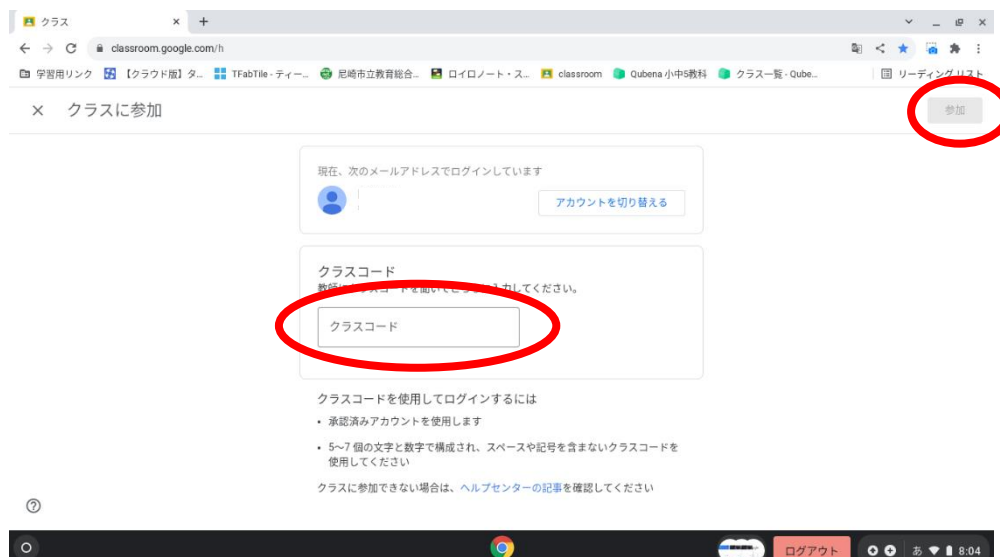 クラス
classroom.google.com/h
学習用リンク 【クラウド版】タ... TFabTile - ティー... 尼崎市立教育総合... ロイロノート・ス... classroom Qubena 小中5教科 クラス一覧 - Qube... リーディングリスト
クラスに参加 参加
現在、次のメールアドレスでログインしています
アカウントを切り替える
クラスコード
してください。
クラスコード
クラスコードを使用してログインするには
• 承認済みアカウントを使用します
• 5～7 個の文字と数字で構成され、スペースや記号を含まないクラスコードを
使用してください
クラスに参加できない場合は、ヘルプセンターの記事を確認してください
ログアウト あ 8:04